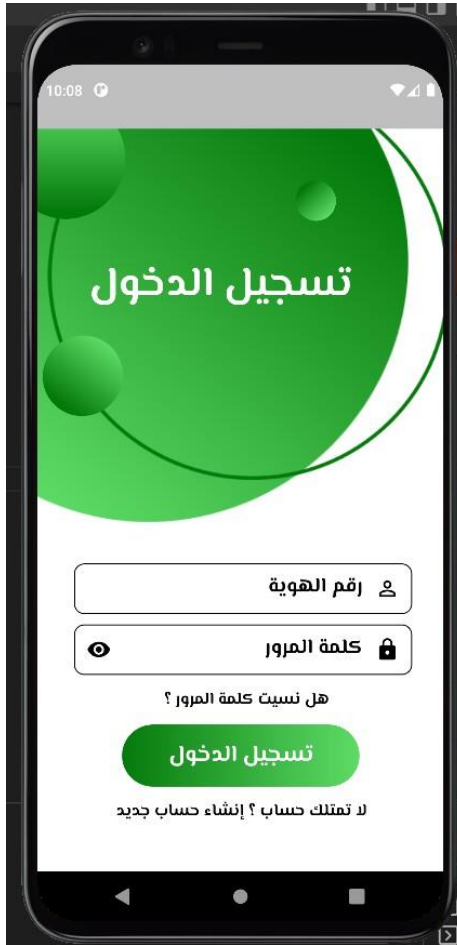 10:08
تسجيل الدخول
رقم الهوية
كلمة المرور
هل نسيت كلمة المرور ؟
تسجيل الدخول
لا تمتلك حساب ؟ إنشاء حساب جديد